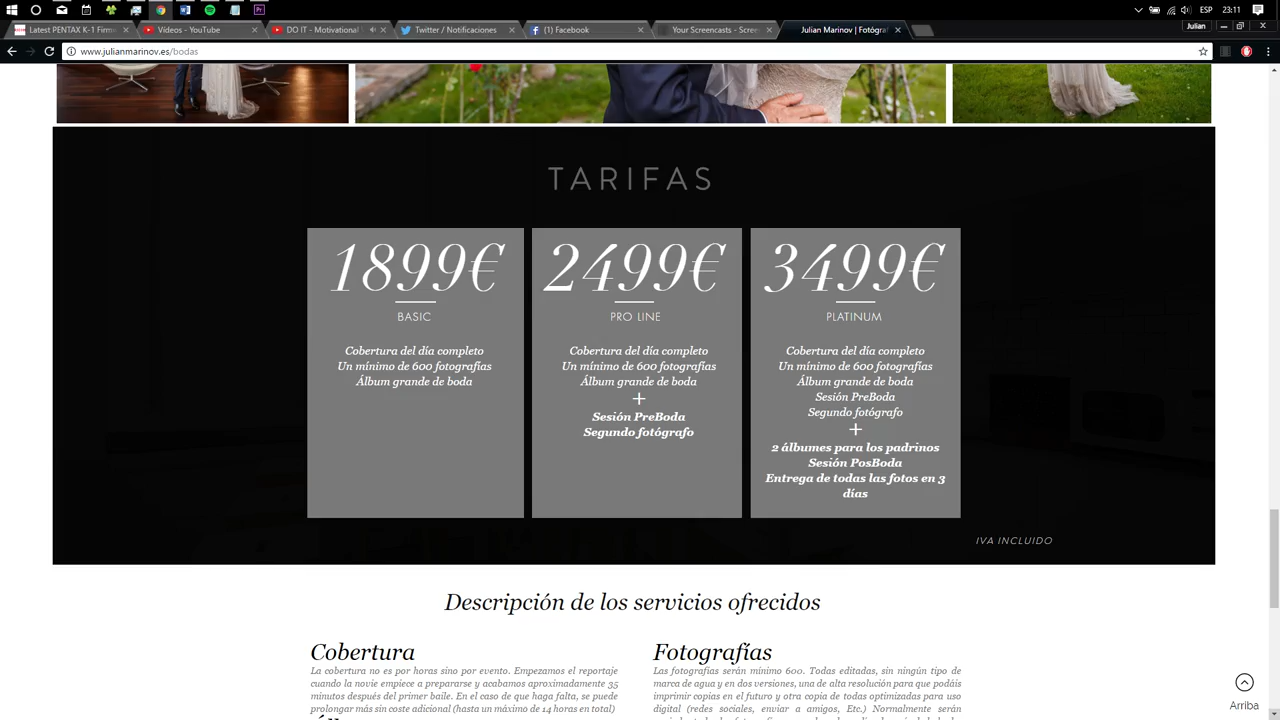 ESP 23:11
Latest PENTAX K-1 Firm
Vídeos - YouTube
DO IT - Motivational
Twitter / Notificaciones
(1) Facebook
Your Screencasts - Scree
Julian Marinov | Fotógraf
Julian
www.julianmarinov.es/bodas
TARIFAS
1899€
BASIC
Cobertura del día completo
Un mínimo de 600 fotografías
Álbum grande de boda
2499€
PRO LINE
Cobertura del día completo
Un mínimo de 600 fotografías
Álbum grande de boda
+
Sesión PreBoda
Segundo fotógrafo
3499€
PLATINUM
Cobertura del día completo
Un mínimo de 600 fotografías
Álbum grande de boda
Sesión PreBoda
Segundo fotógrafo
+
2 álbumes para los padrinos
Sesión PosBoda
Entrega de todas las fotos en 3
días
IVA INCLUIDO
Descripción de los servicios ofrecidos
Cobertura
La cobertura no es por horas sino por evento. Empezamos el reportaje
cuando la novie empiece a prepararse y acabamos aproximadamente 35
minutos después del primer baile. En el caso de que haga falta, se puede
prolongar más sin coste adicional (hasta un máximo de 14 horas en total)
Fotografías
Las fotografías serán mínimo 600. Todas editadas, sin ningún tipo de
marca de agua y en dos versiones, una de alta resolución para que podáis
imprimir copias en el futuro y otra copia de todas optimizadas para uso
digital (redes sociales, enviar a amigos, Etc.) Normalmente serán
Arriba